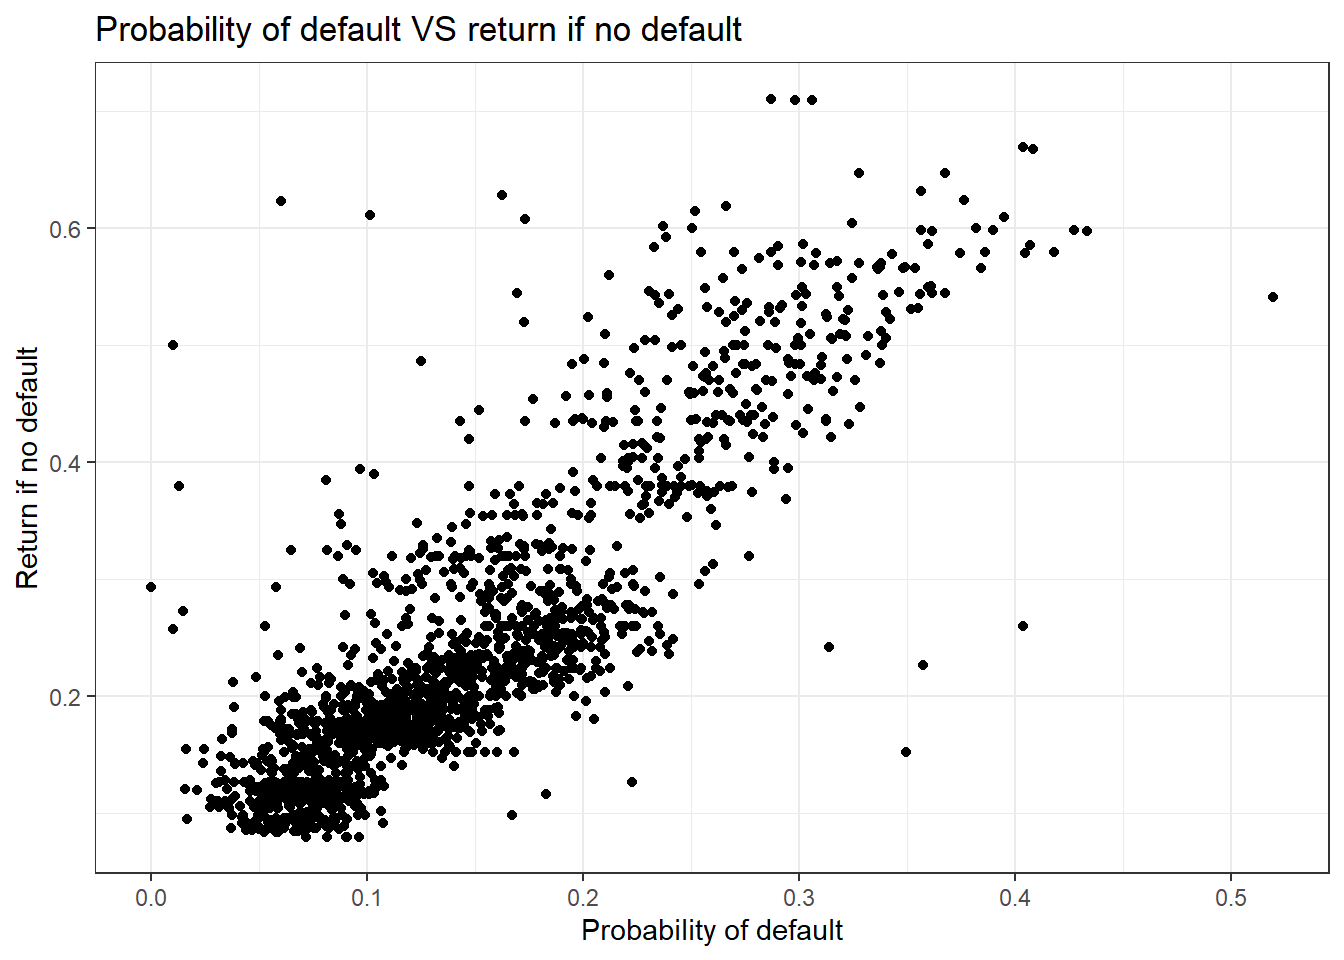 Probability of default VS return if no default
Return if no default
0.6
0.4
0.2
0.0 0.1 0.2 0.3 0.4 0.5
Probability of default